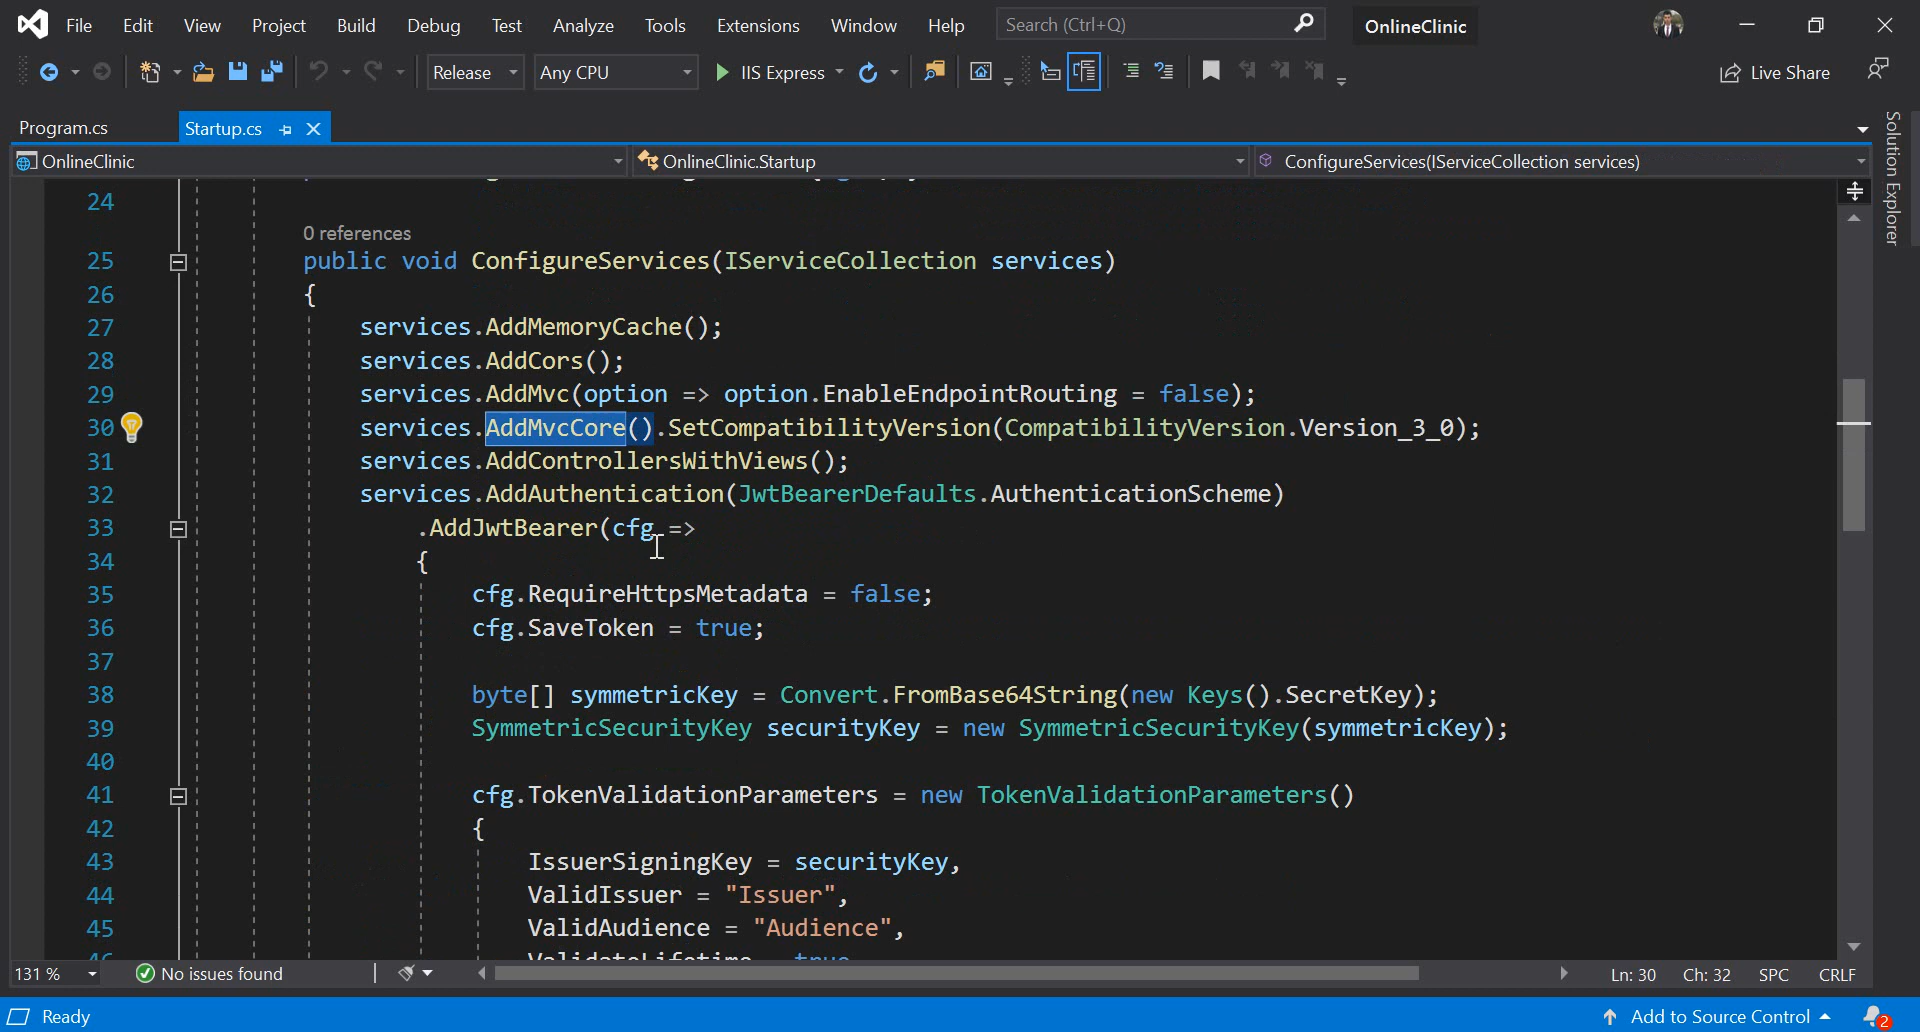 File Edit View Project Build Debug Test Analyze Tools Extensions Window Help Search (Ctrl+Q) OnlineClinic
Release Any CPU IIS Express Live Share
Program.cs Startup.cs
OnlineClinic OnlineClinic.Startup ConfigureServices(IServiceCollection services)
Solution Explorer
24
0 references
25 public void ConfigureServices(IServiceCollection services)
26 {
27 services.AddMemoryCache();
28 services.AddCors();
29 services.AddMvc(option => option.EnableEndpointRouting = false);
30 services.AddMvcCore().SetCompatibilityVersion(CompatibilityVersion.Version_3_0);
31 services.AddControllersWithViews();
32 services.AddAuthentication(JwtBearerDefaults.AuthenticationScheme)
33 .AddJwtBearer(cfg =>
34 {
35 cfg.RequireHttpsMetadata = false;
36 cfg.SaveToken = true;
37
38 byte[] symmetricKey = Convert.FromBase64String(new Keys().SecretKey);
39 SymmetricSecurityKey securityKey = new SymmetricSecurityKey(symmetricKey);
40
41 cfg.TokenValidationParameters = new TokenValidationParameters()
42 {
43 IssuerSigningKey = securityKey,
44 ValidIssuer = "Issuer",
45 ValidAudience = "Audience",
46 ValidateLifetime = true
131 % No issues found Ln: 30 Ch: 32 SPC CRLF
Ready Add to Source Control 2